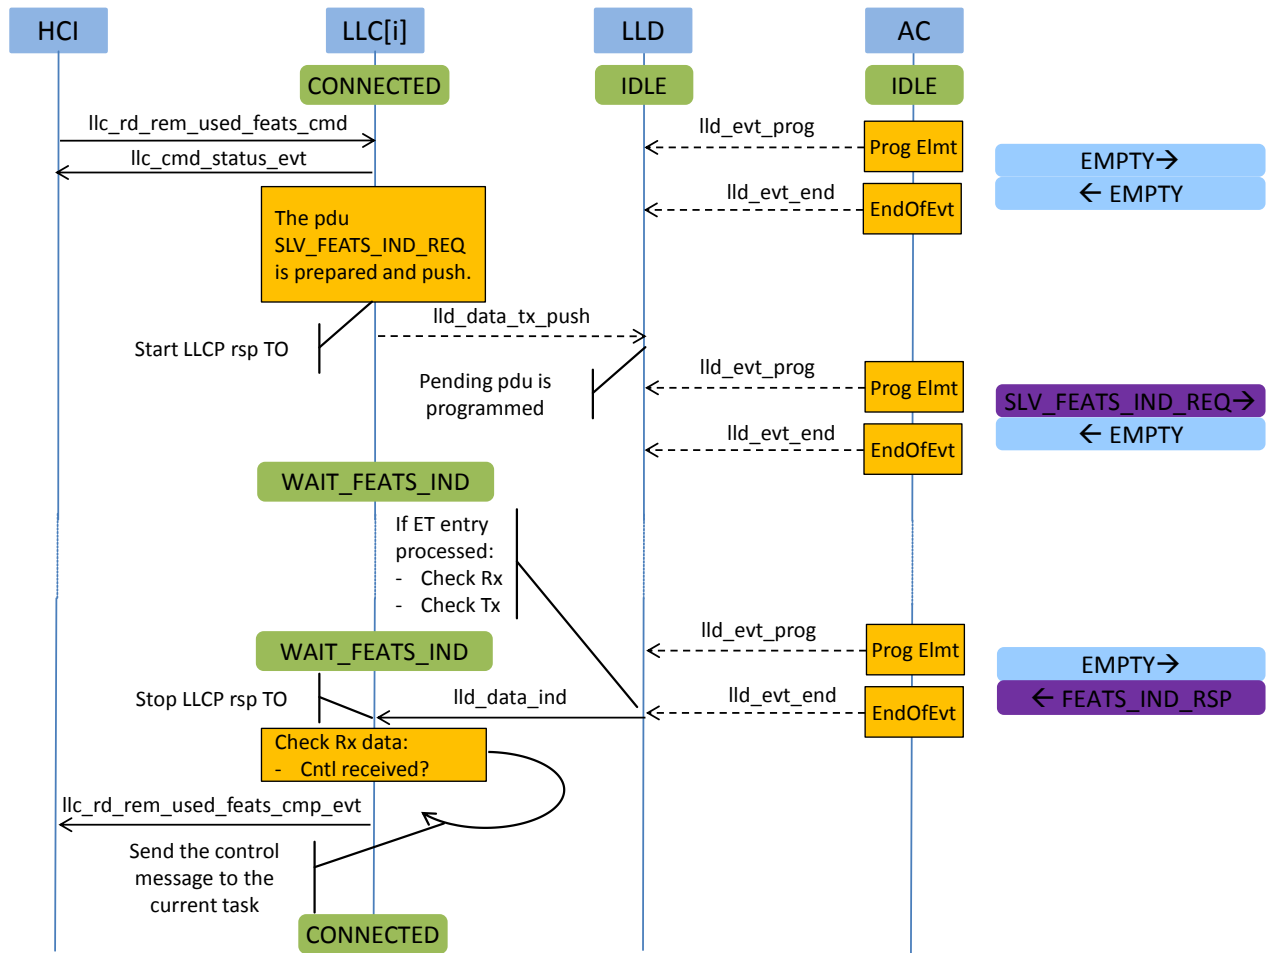 HCI
LLC[i]
LLD
AC
CONNECTED
IDLE
IDLE
llc_rd_rem_used_feats_cmd
lld_evt_prog
Prog Elmt
EMPTY→
llc_cmd_status_evt
← EMPTY
lld_evt_end
EndOfEvt
The pdu
SLV_FEATS_IND_REQ
is prepared and push.
lld_data_tx_push
Start LLCP rsp TO
lld_evt_prog
Pending pdu is
programmed
Prog Elmt
SLV_FEATS_IND_REQ→
← EMPTY
lld_evt_end
EndOfEvt
WAIT_FEATS_IND
If ET entry
processed:
- Check Rx
- Check Tx
lld_evt_prog
Prog Elmt
WAIT_FEATS_IND
EMPTY→
Stop LLCP rsp TO
lld_data_ind
lld_evt_end
EndOfEvt
← FEATS_IND_RSP
Check Rx data:
- Cntl received?
llc_rd_rem_used_feats_cmp_evt
Send the control
message to the
current task
CONNECTED